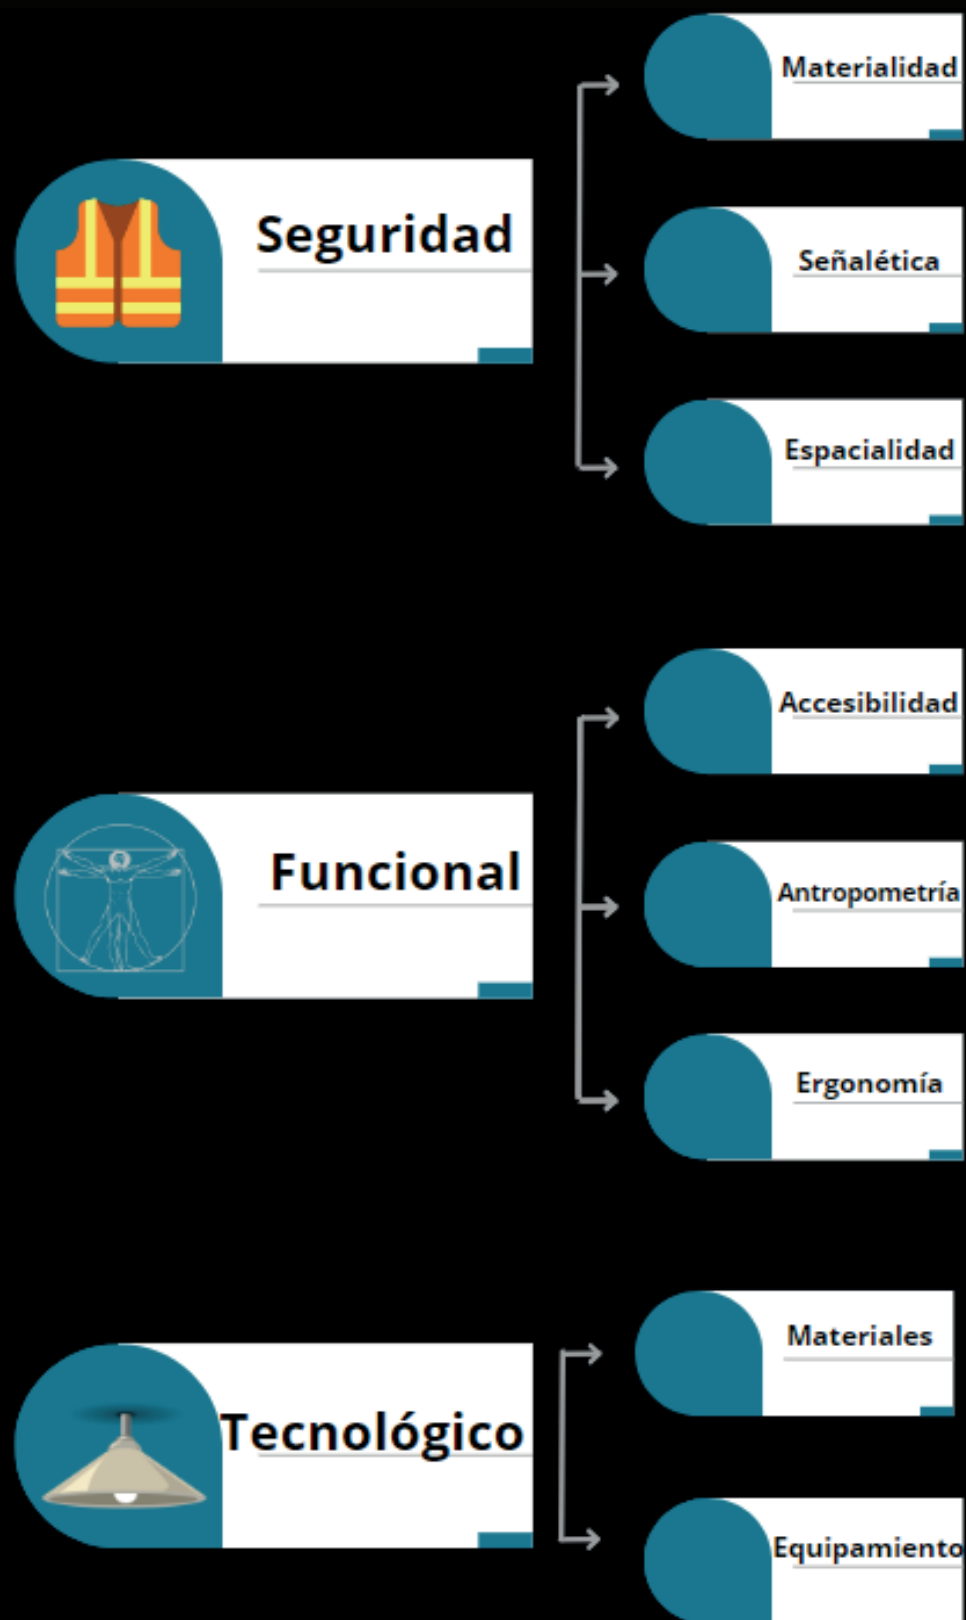 Seguridad
Materialidad
Señalética
Espacialidad
Funcional
Accesibilidad
Antropometría
Ergonomía
Tecnológico
Materiales
Equipamiento